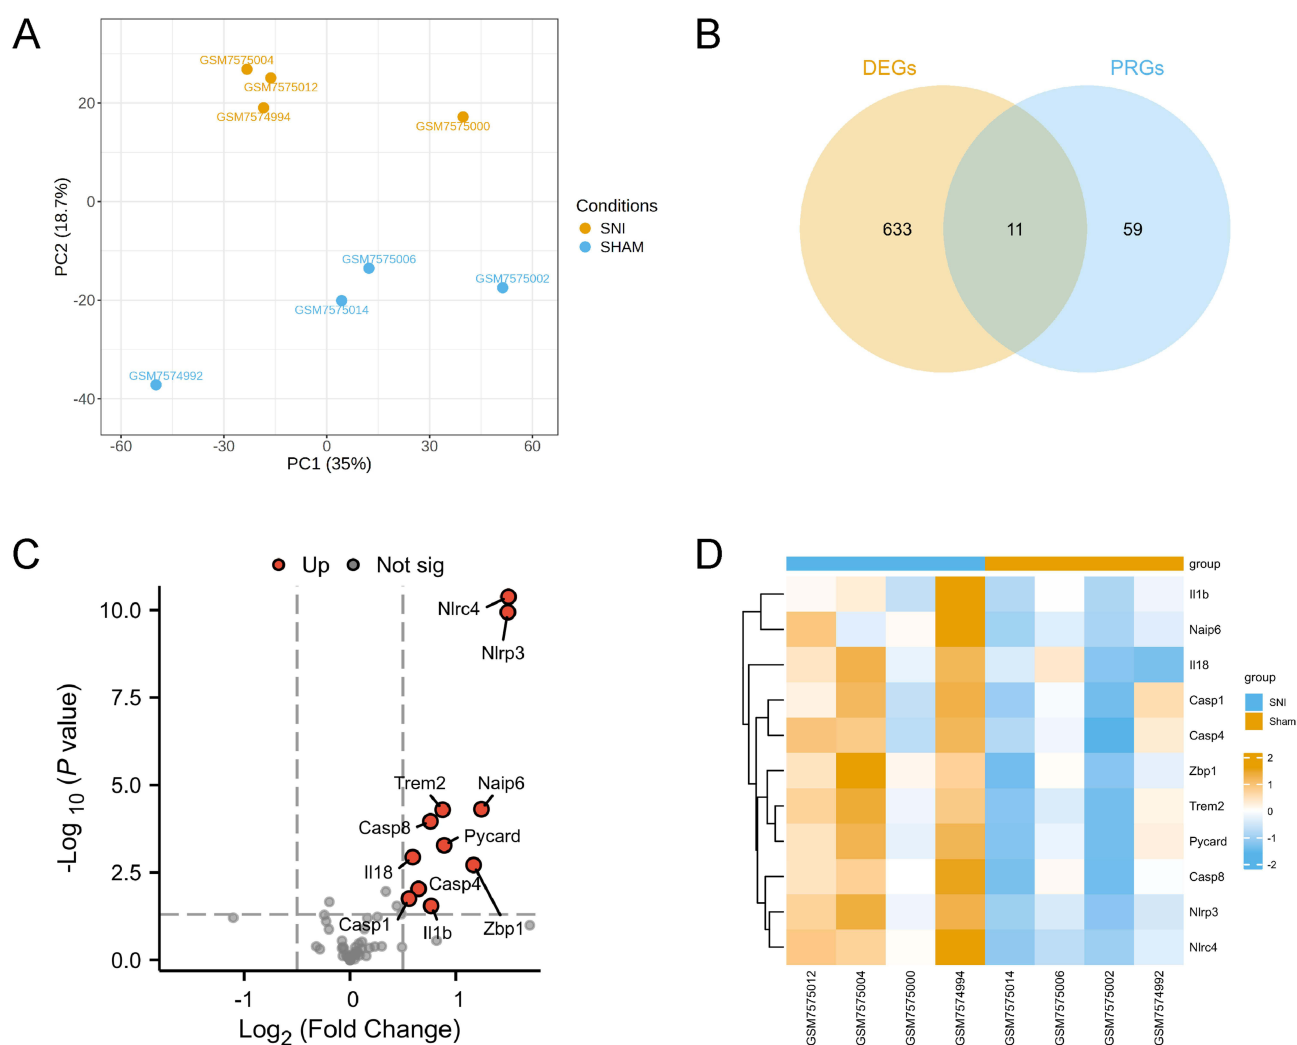 A
GSM7575004
GSM7575012
GSM7574994
GSM7575000
GSM7575006
GSM7575002
GSM7575014
GSM7574992
20
0
-20
-40
-60
-30
0
30
60
PC2 (18.7%)
PC1 (35%)
Conditions
SNI
SHAM
B
DEGs
PRGs
633
11
59
C
Up
Not sig
10.0
7.5
5.0
2.5
0.0
-Log 10 (P value)
Nlrc4
Nlrp3
Trem2
Naip6
Casp8
Pycard
Il18
Casp4
Casp1
Il1b
Zbp1
-1
0
1
Log2 (Fold Change)
D
group
Il1b
Naip6
Il18
Casp1
Casp4
Zbp1
Trem2
Pycard
Casp8
Nlrp3
Nlrc4
GSM7575012
GSM7575004
GSM7575000
GSM7574994
GSM7575014
GSM7575006
GSM7575002
GSM7574992
group
SNI
Sham
2
1
0
-1
-2